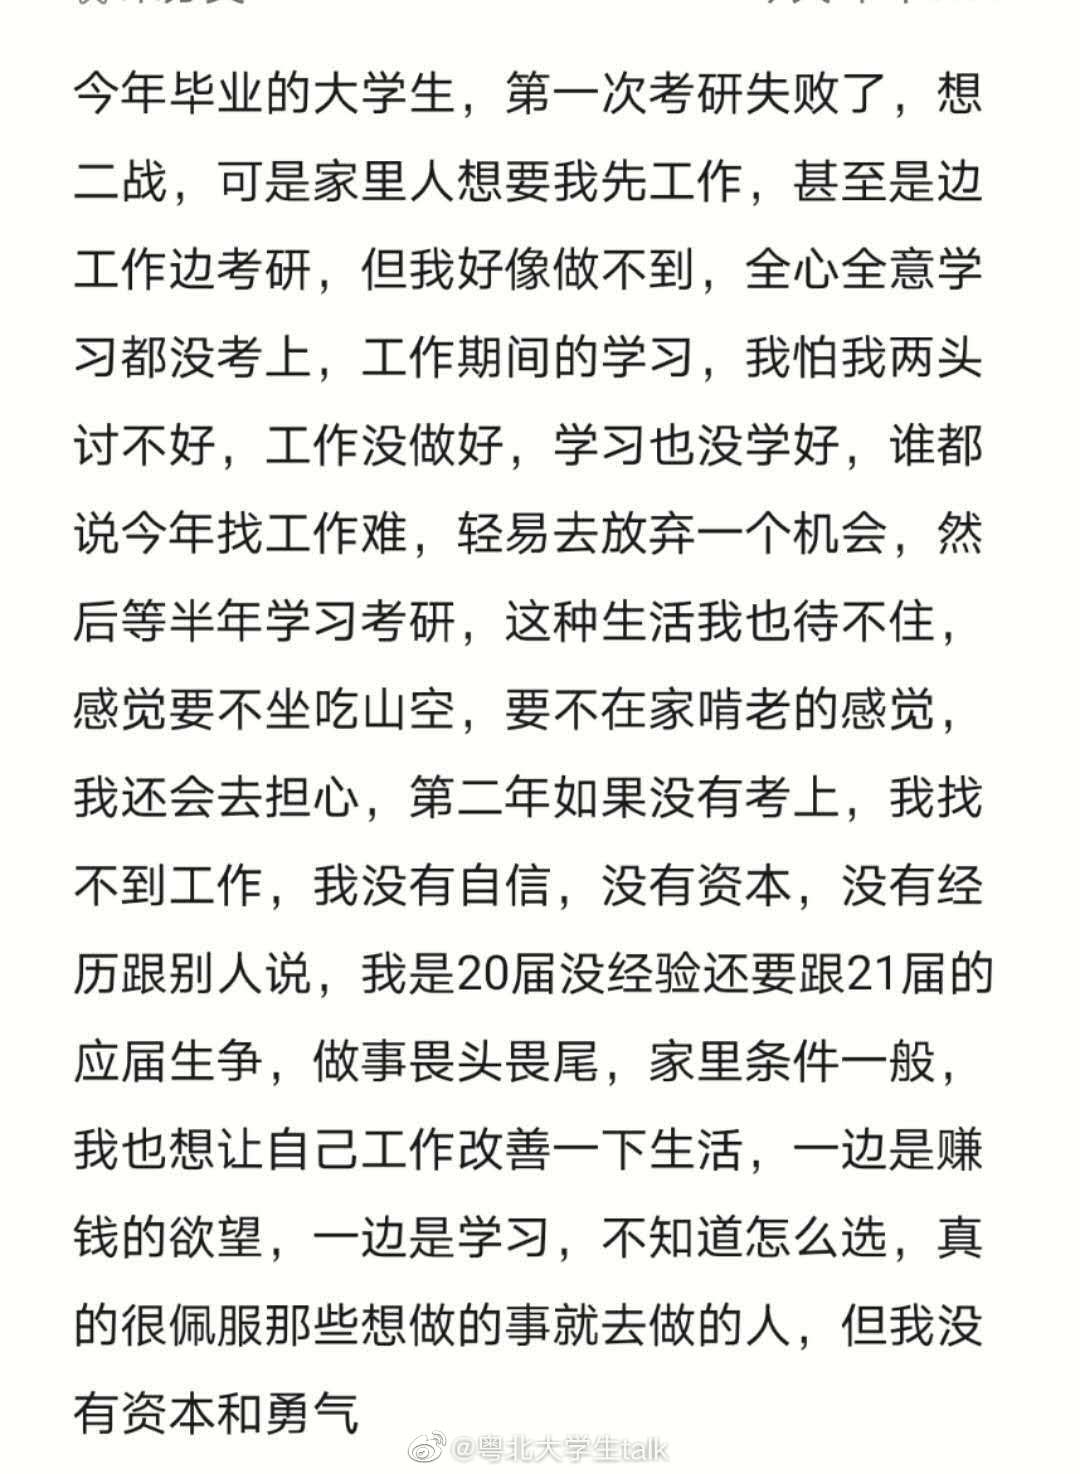 今年毕业的大学生，第一次考研失败了，想
二战，可是家里人想要我先工作，甚至是边
工作边考研，但我好像做不到，全心全意学
习都没考上，工作期间的学习，我怕我两头
讨不好，工作没做好，学习也没学好，谁都
说今年找工作难，轻易去放弃一个机会，然
后等半年学习考研，这种生活我也待不住，
感觉要不坐吃山空，要不在家啃老的感觉，
我还会去担心，第二年如果没有考上，我找
不到工作，我没有自信，没有资本，没有经
历跟别人说，我是20届没经验还要跟21届的
应届生争，做事畏头畏尾，家里条件一般，
我也想让自己工作改善一下生活，一边是赚
钱的欲望，一边是学习，不知道怎么选，真
的很佩服那些想做的事就去做的人，但我没
有资本和勇气
@粤北大学生talk